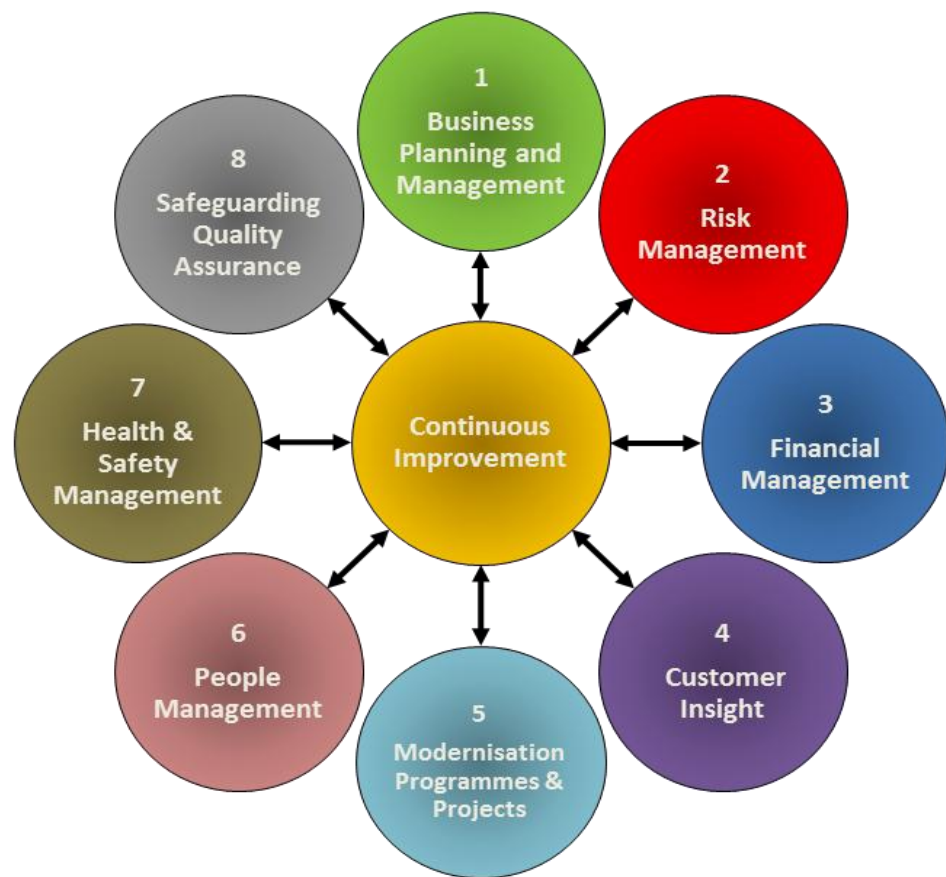 1
Business
Planning and
Management
2
Risk
Management
3
Financial
Management
4
Customer
Insight
5
Modernisation
Programmes &
Projects
6
People
Management
7
Health &
Safety
Management
8
Safeguarding
Quality
Assurance
Continuous
Improvement